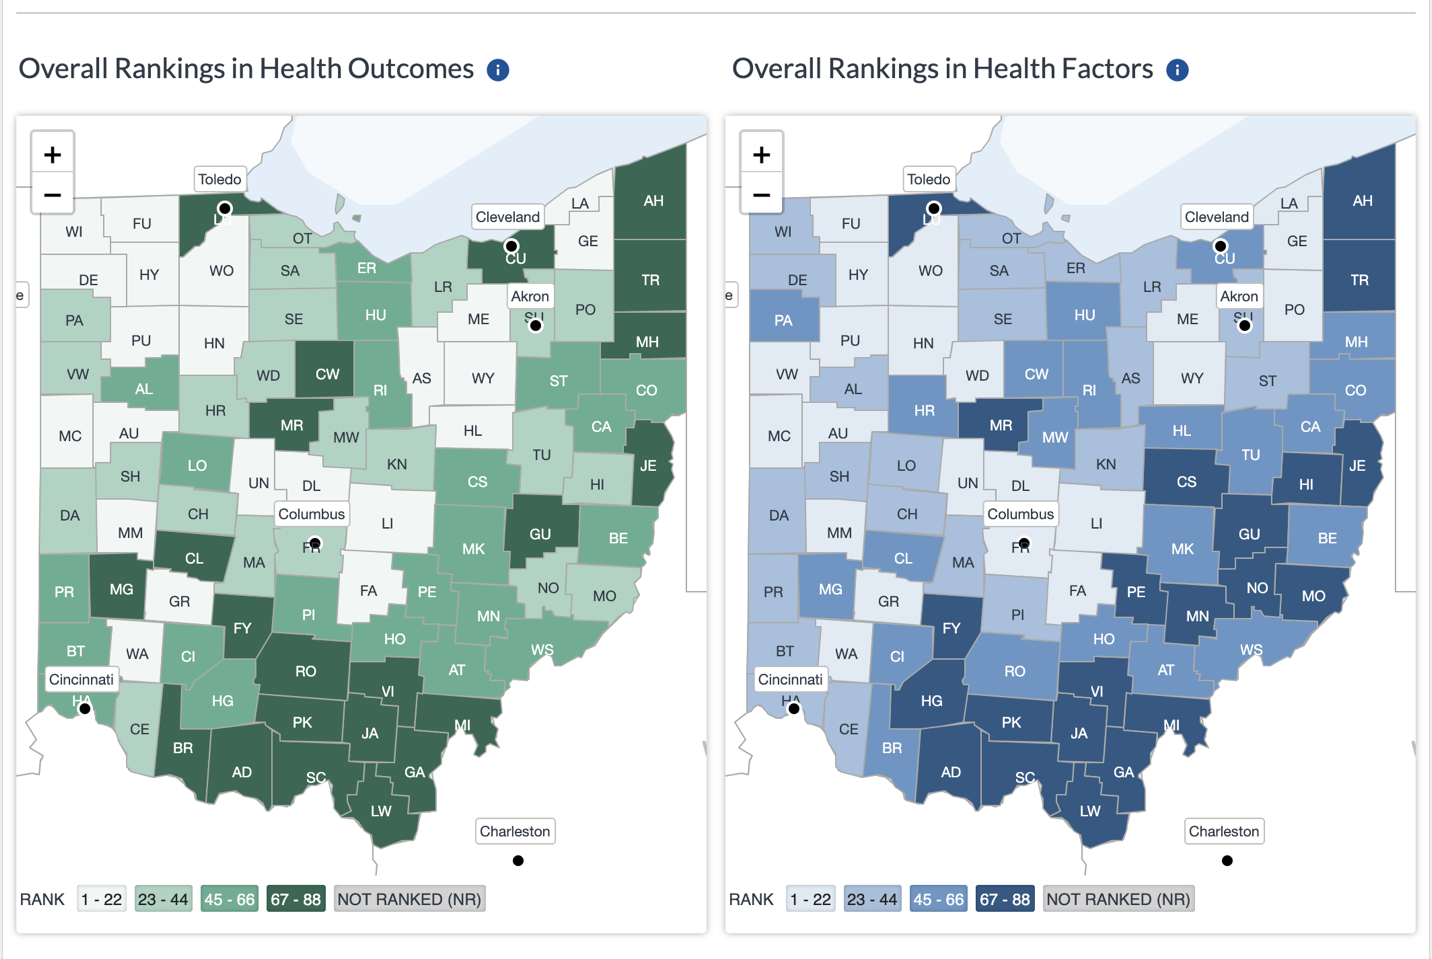 Overall Rankings in Health Outcomes i
Overall Rankings in Health Factors i
+
−
Toledo
Cleveland
Akron
Columbus
Cincinnati
Charleston
e
WI
FU
OT
LA
GE
AH
DE
HY
WO
SA
ER
LR
CU
TR
PA
PU
HN
SE
HU
ME
SU
PO
MH
VW
AL
HR
WD
CW
RI
AS
WY
ST
CO
MC
AU
SH
LO
UN
MR
MW
DL
KN
HL
CS
TU
CA
HI
JE
DA
MM
CH
CL
MA
FR
LI
MK
GU
BE
PR
MG
GR
FY
PI
FA
PE
MN
NO
MO
BT
WA
CI
HO
AT
WS
HA
CE
HG
RO
VI
MI
BR
AD
PK
JA
SC
GA
LW
RANK 1 - 22 23 - 44 45 - 66 67 - 88 NOT RANKED (NR)
+
−
Toledo
Cleveland
Akron
Columbus
Cincinnati
Charleston
e
WI
FU
OT
LA
GE
AH
DE
HY
WO
SA
ER
LR
CU
TR
PA
PU
HN
SE
HU
ME
SU
PO
MH
VW
AL
HR
WD
CW
RI
AS
WY
ST
CO
MC
AU
SH
LO
UN
MR
MW
DL
KN
HL
CS
TU
CA
HI
JE
DA
MM
CH
CL
MA
FR
LI
MK
GU
BE
PR
MG
GR
FY
PI
FA
PE
MN
NO
MO
BT
WA
CI
HO
AT
WS
HA
CE
HG
RO
VI
MI
BR
AD
PK
JA
SC
GA
LW
RANK 1 - 22 23 - 44 45 - 66 67 - 88 NOT RANKED (NR)